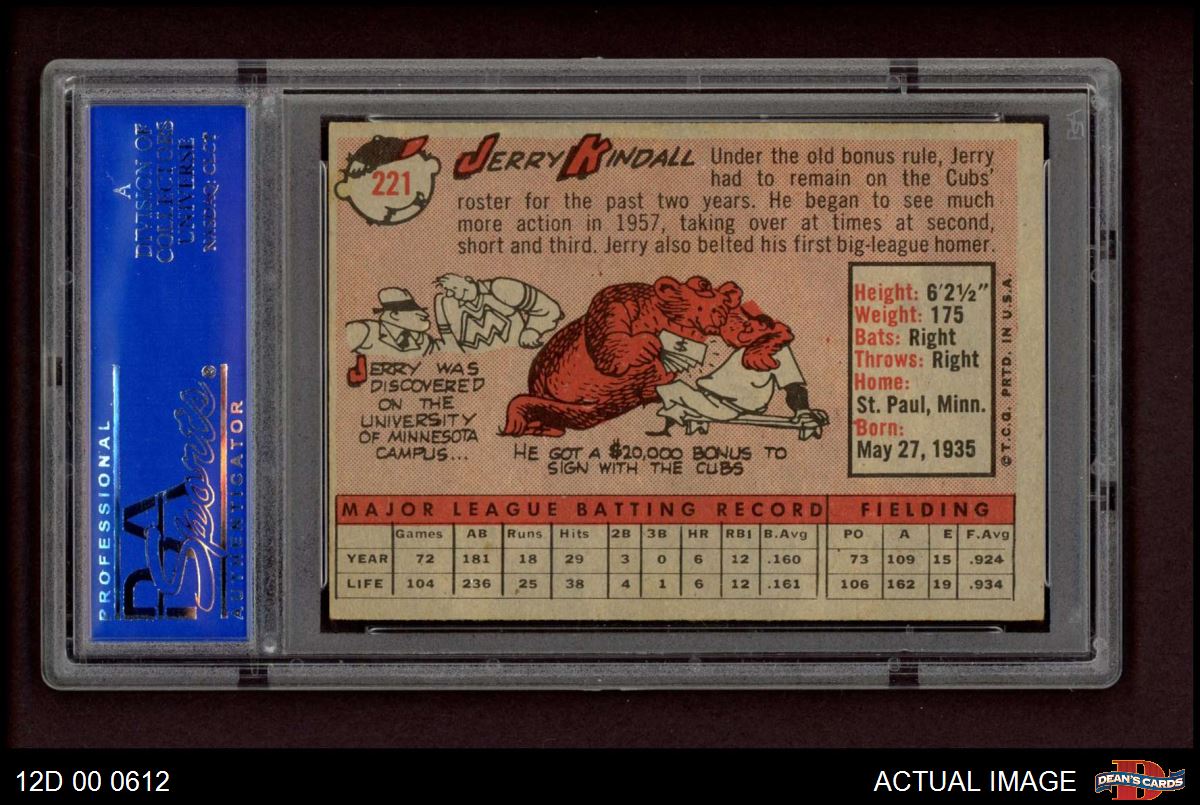 A
DIVISION OF
COLLECTORS
UNIVERSE
NASDAQ: CLCT
PROFESSIONAL
PSA
Sports®
AUTHENTICATOR
221
JERRY KINDALL
Under the old bonus rule, Jerry
had to remain on the Cubs'
roster for the past two years. He began to see much
more action in 1957, taking over at times at second,
short and third. Jerry also belted his first big-league homer.
JERRY WAS
DISCOVERED
ON THE
UNIVERSITY
OF MINNESOTA
CAMPUS...
$
HE GOT A $20,000 BONUS TO
SIGN WITH THE CUBS
Height: 6'2½"
Weight: 175
Bats: Right
Throws: Right
Home:
St. Paul, Minn.
Born:
May 27, 1935
©T.C.G. PRTD. IN U.S.A.
MAJOR LEAGUE BATTING RECORD FIELDING
Games AB Runs Hits 2B 3B HR RBI B.Avg PO A E F.Avg
YEAR 72 181 18 29 3 0 6 12 .160 73 109 15 .924
LIFE 104 236 25 38 4 1 6 12 .161 106 162 19 .934
12D 00 0612
ACTUAL IMAGE
DEAN'S CARDS